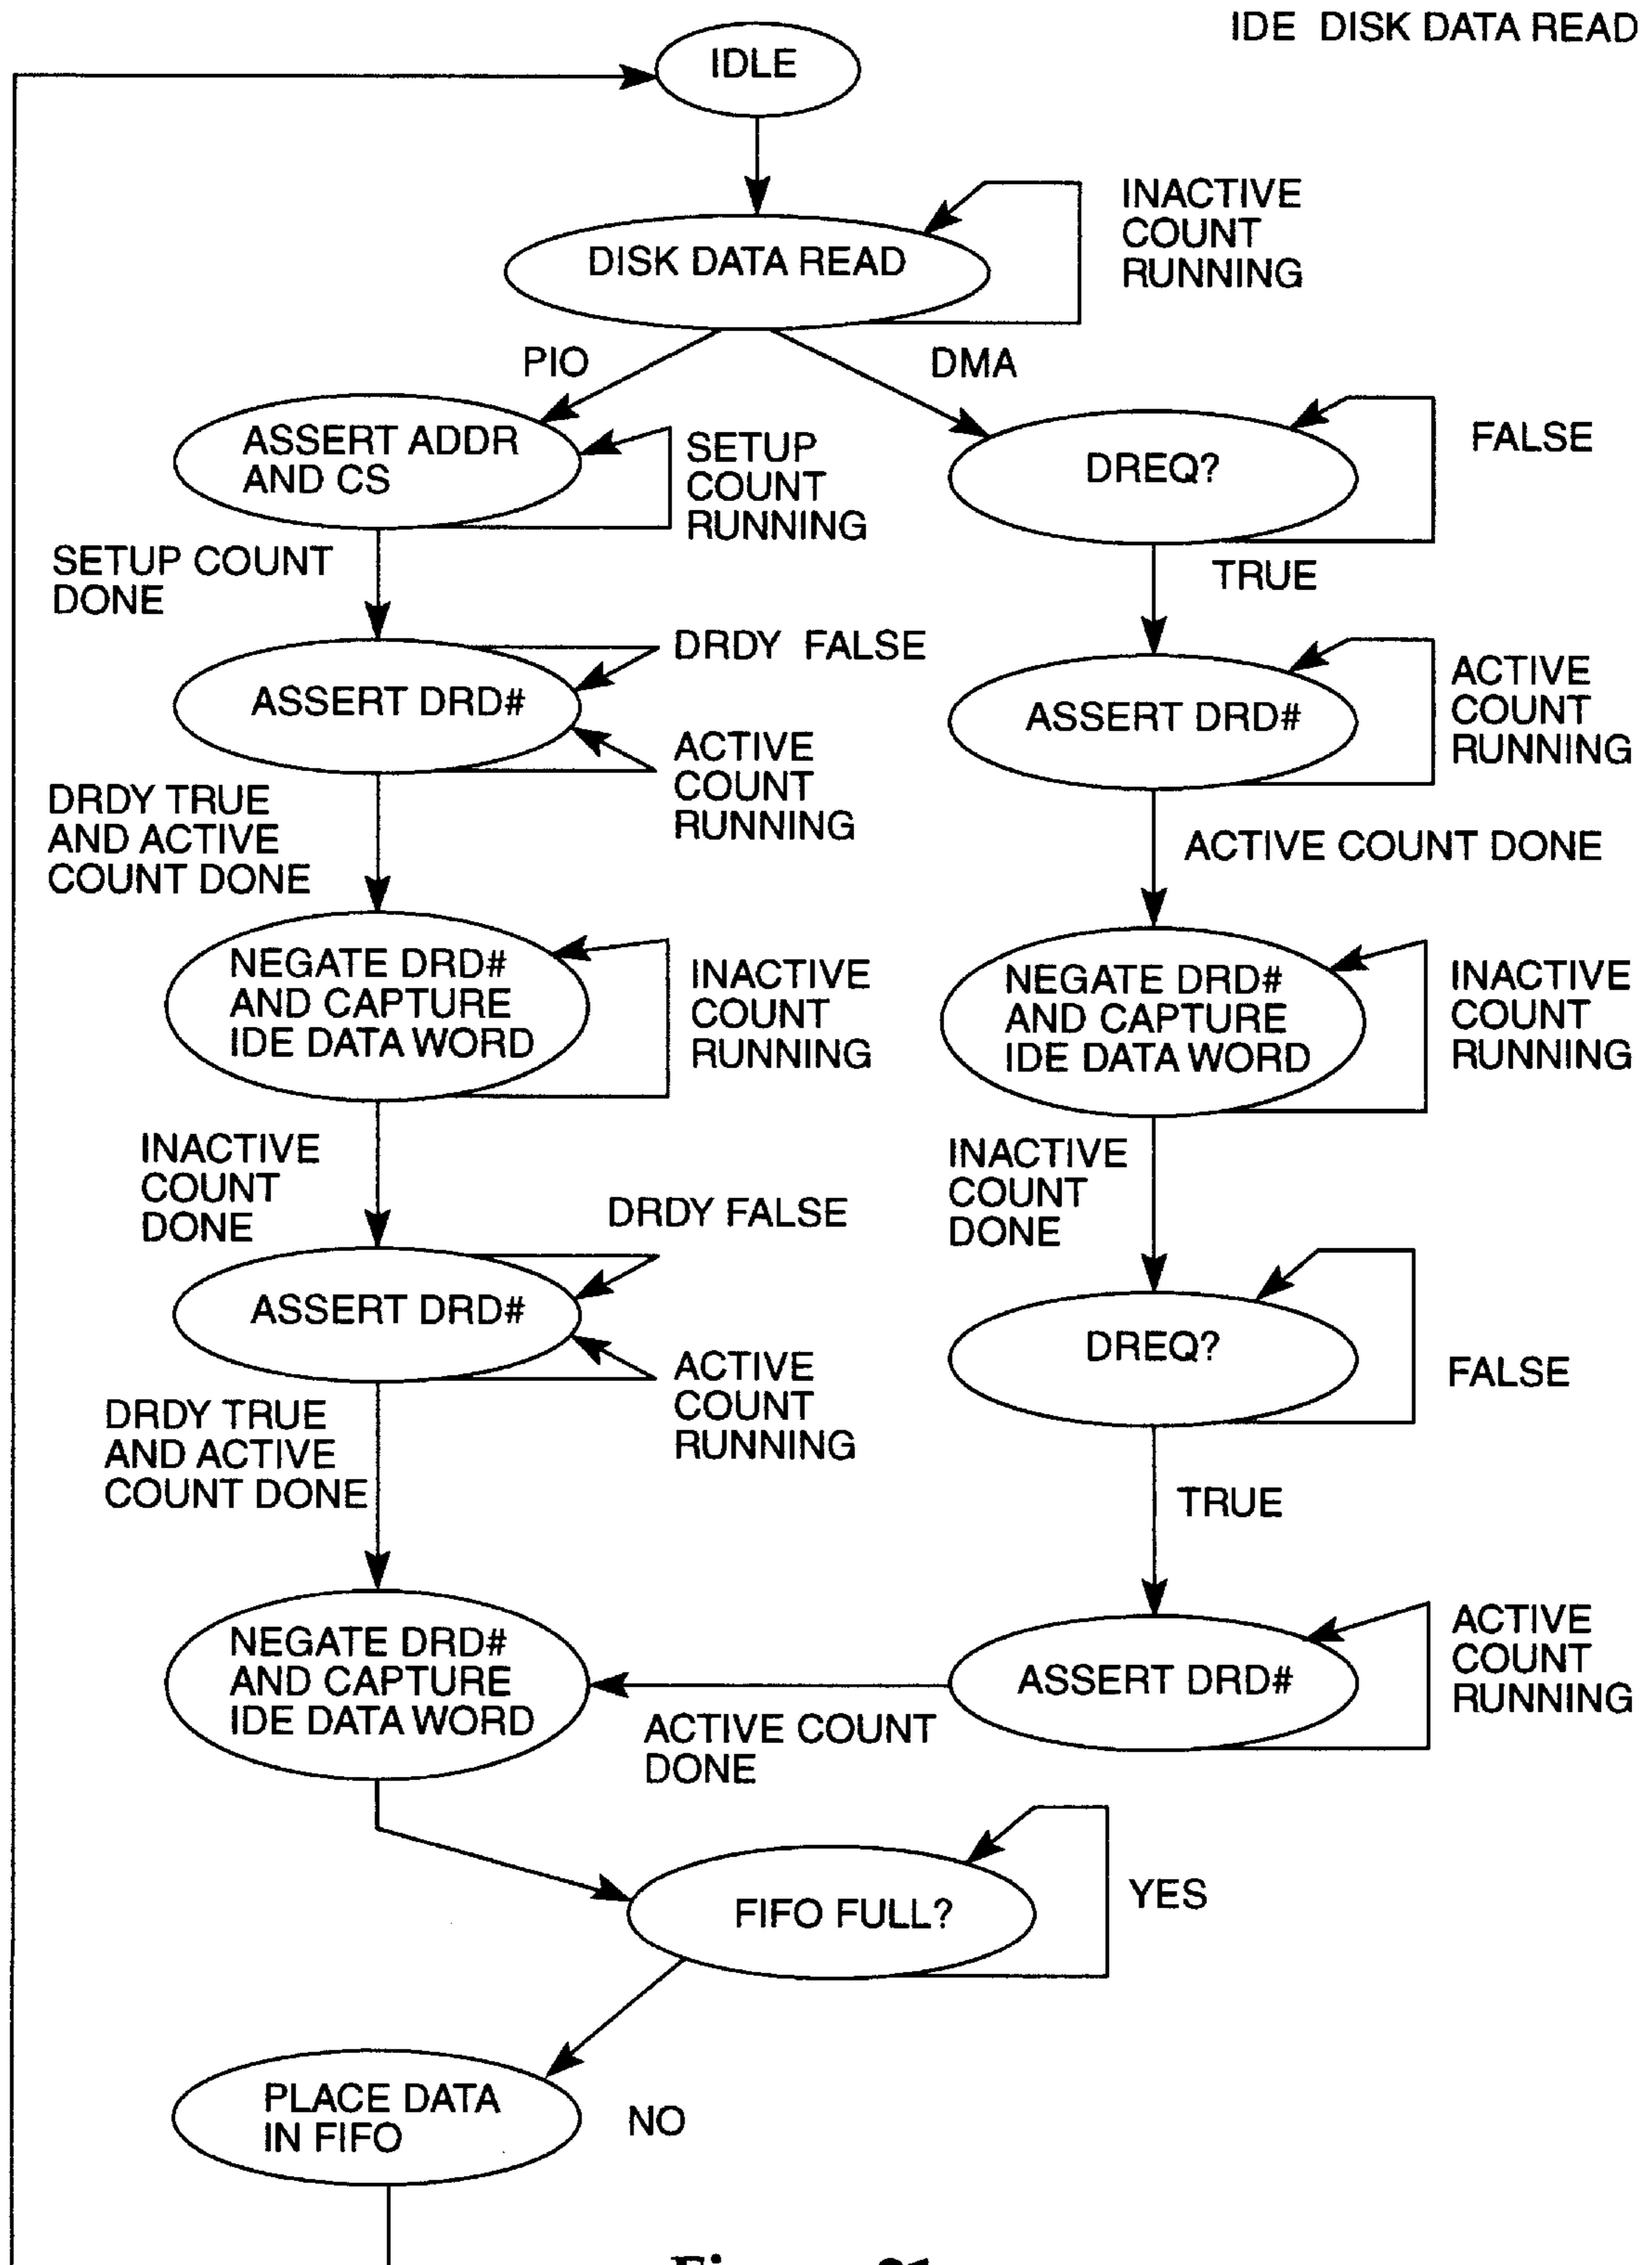 IDE DISK DATA READ
IDLE
INACTIVE
COUNT
RUNNING
DISK DATA READ
PIO
DMA
ASSERT ADDR
AND CS
SETUP
COUNT
RUNNING
DREQ?
FALSE
SETUP COUNT
DONE
TRUE
DRDY FALSE
ASSERT DRD#
ACTIVE
COUNT
RUNNING
ASSERT DRD#
ACTIVE
COUNT
RUNNING
DRDY TRUE
AND ACTIVE
COUNT DONE
ACTIVE COUNT DONE
NEGATE DRD#
AND CAPTURE
IDE DATA WORD
INACTIVE
COUNT
RUNNING
NEGATE DRD#
AND CAPTURE
IDE DATA WORD
INACTIVE
COUNT
RUNNING
INACTIVE
COUNT
DONE
INACTIVE
COUNT
DONE
DRDY FALSE
ASSERT DRD#
ACTIVE
COUNT
RUNNING
DREQ?
FALSE
DRDY TRUE
AND ACTIVE
COUNT DONE
TRUE
NEGATE DRD#
AND CAPTURE
IDE DATA WORD
ACTIVE COUNT
DONE
ASSERT DRD#
ACTIVE
COUNT
RUNNING
FIFO FULL?
YES
PLACE DATA
IN FIFO
NO